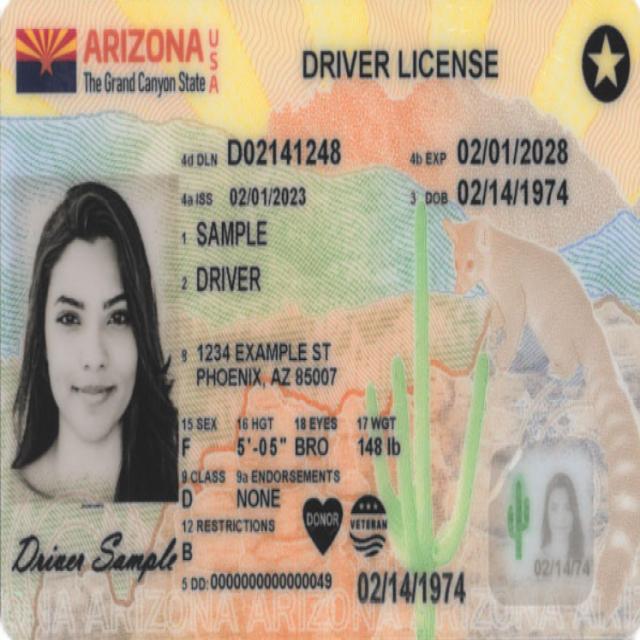 ARIZONA USA
The Grand Canyon State
DRIVER LICENSE
4d DLN D02141248
4b EXP 02/01/2028
4a ISS 02/01/2023
3 DOB 02/14/1974
1 SAMPLE
2 DRIVER
8 1234 EXAMPLE ST
PHOENIX, AZ 85007
15 SEX 16 HGT 18 EYES 17 WGT
F 5'-05" BRO 148 lb
9 CLASS 9a ENDORSEMENTS
D NONE
12 RESTRICTIONS
B
DONOR
VETERAN
Driver Sample
5 DD: 0000000000000049
02/14/1974
02/14/74
ARIZONA ARIZONA ARIZONA ARIZONA